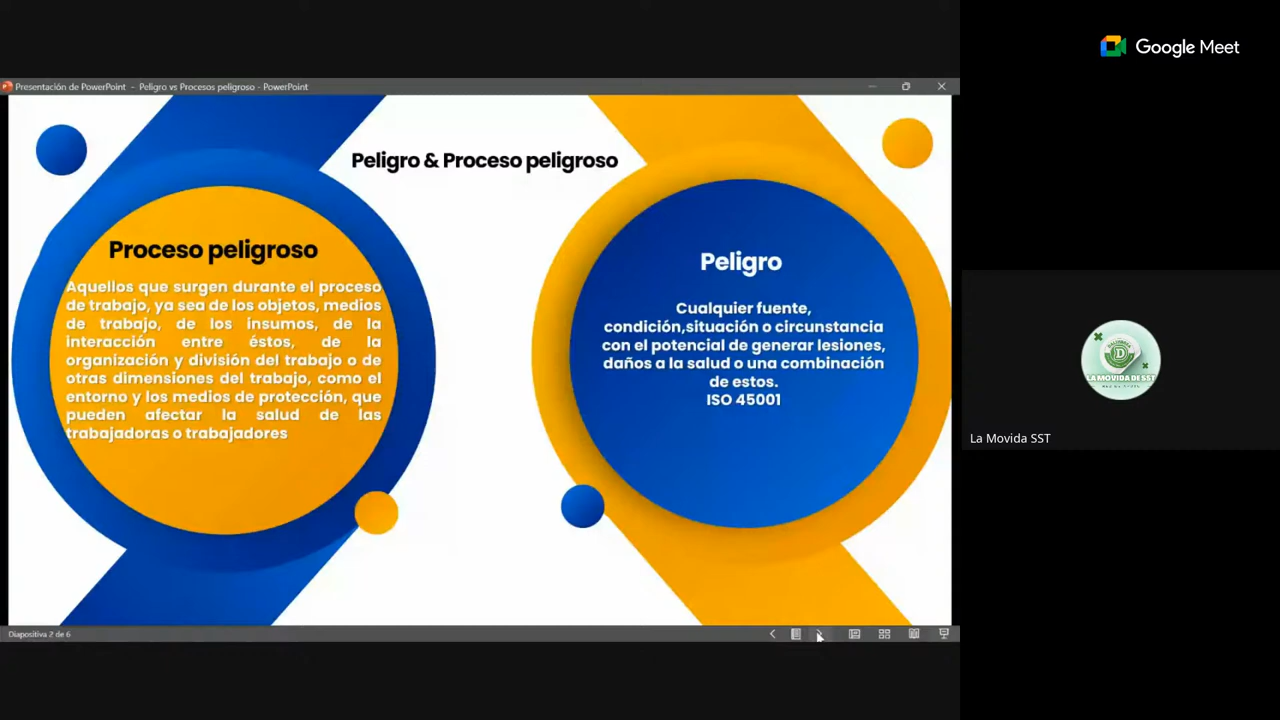 Google Meet
Presentación de PowerPoint - Peligro vs Procesos peligroso - PowerPoint
Peligro & Proceso peligroso
Proceso peligroso
Aquellos que surgen durante el proceso
de trabajo, ya sea de los objetos, medios
de trabajo, de los ínsumos, de la
interacción entre éstos, de la
organización y división del trabajo o de
otras dimensiones del trabajo, como el
entorno y los medios de protección, que
pueden afectar la salud de las
trabajadoras o trabajadores
Peligro
Cualquier fuente,
condición,situación o circunstancia
con el potencial de generar lesiones,
daños a la salud o una combinación
de estos.
ISO 45001
LA MOVIDA DE SST
La Movida SST
Diapositiva 2 de 6